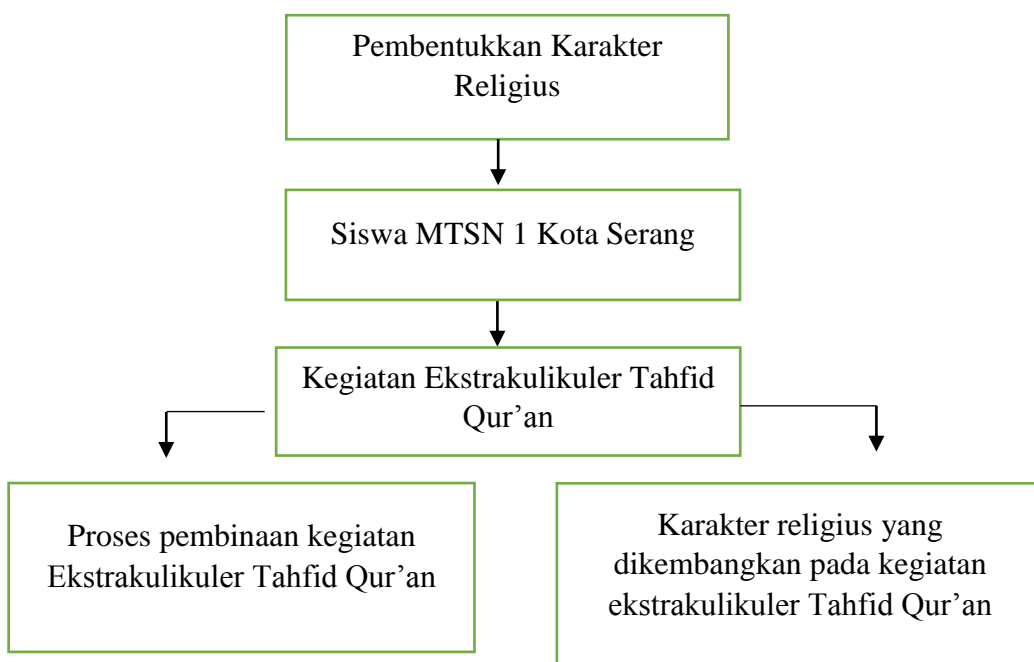 Pembentukkan Karakter
Religius
Siswa MTSN 1 Kota Serang
Kegiatan Ekstrakulikuler Tahfid
Qur’an
Proses pembinaan kegiatan
Ekstrakulikuler Tahfid Qur’an
Karakter religius yang
dikembangkan pada kegiatan
ekstrakulikuler Tahfid Qur’an